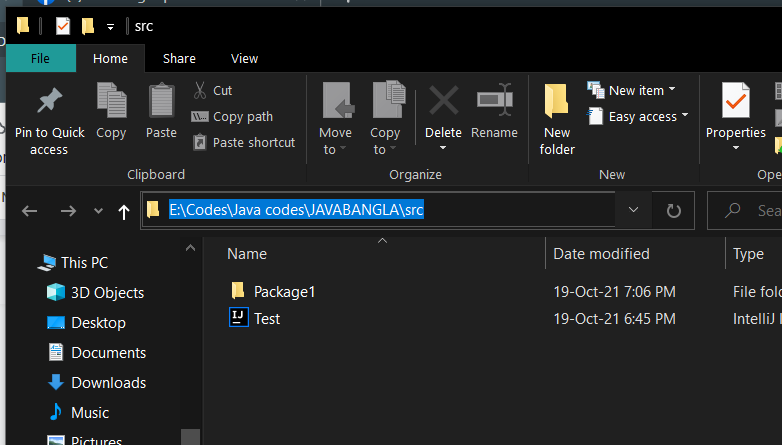 src
File Home Share View
Pin to Quick access
Copy
Paste
Cut
Copy path
Paste shortcut
Clipboard
Move to
Copy to
Delete
Rename
Organize
New folder
New item
Easy access
New
Properties
E:\Codes\Java codes\JAVABANGLA\src
Name Date modified Type
This PC
3D Objects
Desktop
Documents
Downloads
Music
Pictures
Package1 19-Oct-21 7:06 PM File
IJ Test 19-Oct-21 6:45 PM IntelliJ